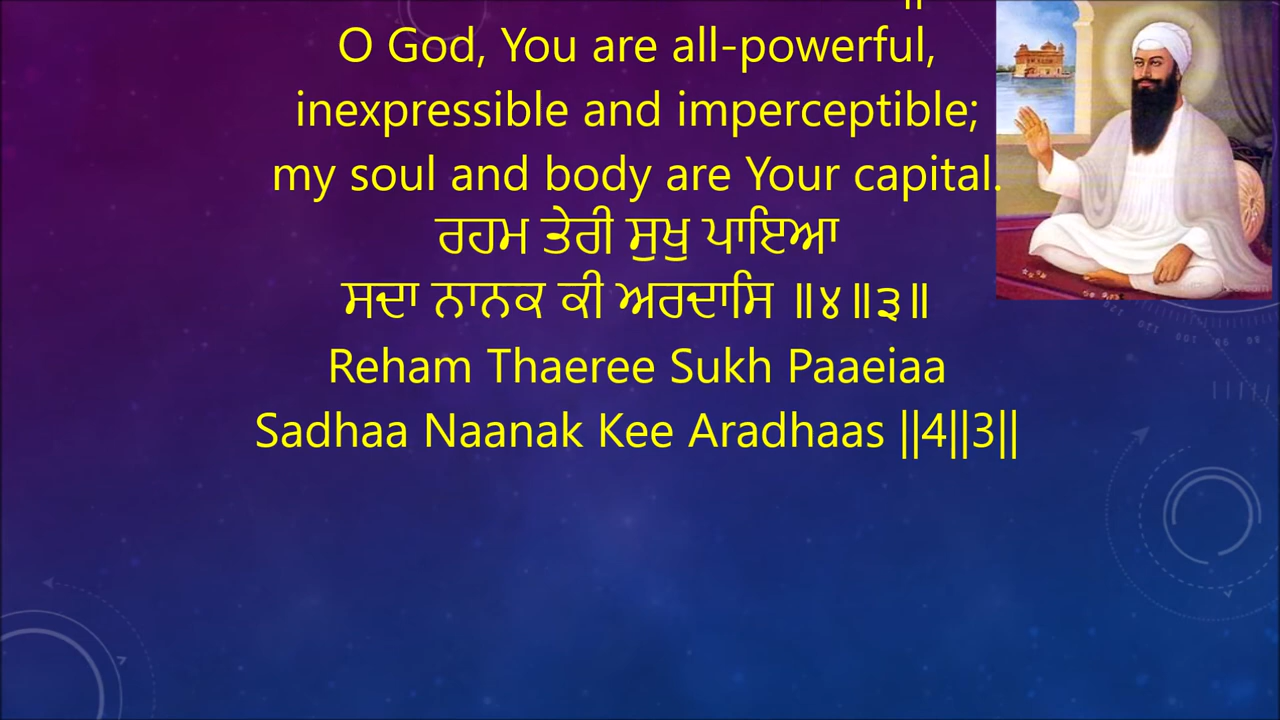 O God, You are all-powerful,
inexpressible and imperceptible;
my soul and body are Your capital.
ਰਹਮ ਤੇਰੀ ਸੁਖੁ ਪਾਇਆ
ਸਦਾ ਨਾਨਕ ਕੀ ਅਰਦਾਸਿ ॥੪॥੩॥
Reham Thaeree Sukh Paaeiaa
Sadhaa Naanak Kee Aradhaas ||4||3||